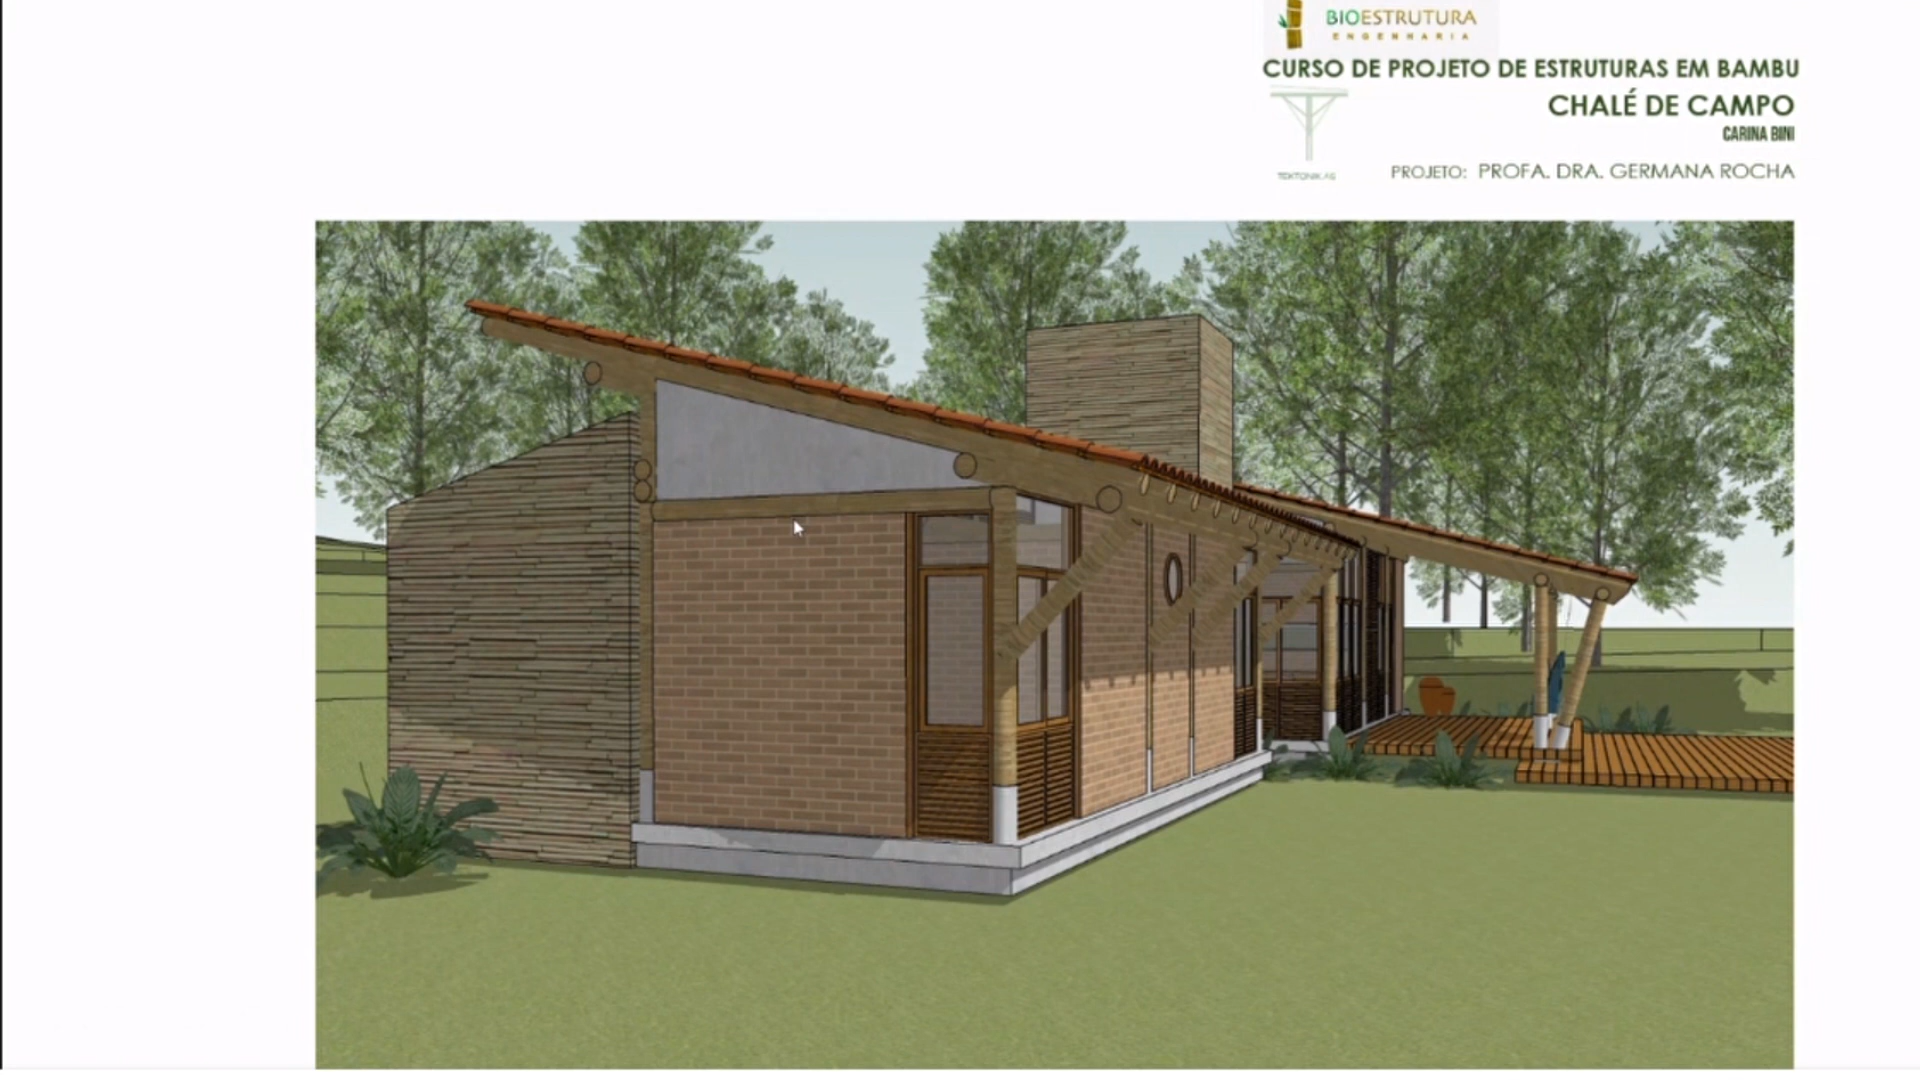 BIOESTRUTURA
ENGENHARIA
CURSO DE PROJETO DE ESTRUTURAS EM BAMBU
CHALÉ DE CAMPO
CARINA BINI
PROJETO: PROFA. DRA. GERMANA ROCHA